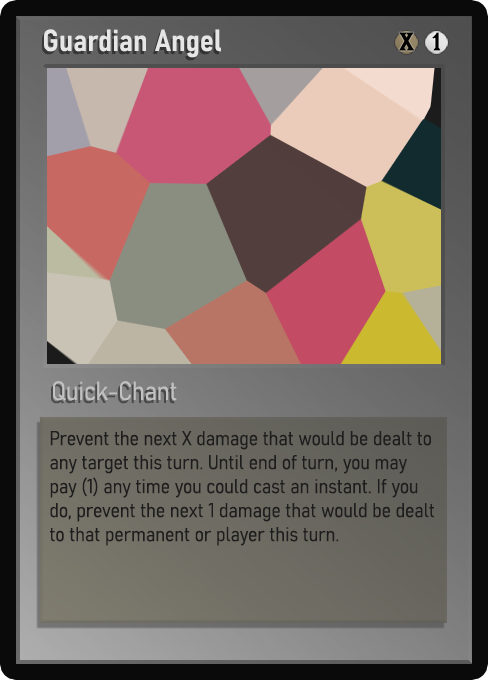 Guardian Angel X 1
Quick-Chant
Prevent the next X damage that would be dealt to
any target this turn. Until end of turn, you may
pay (1) any time you could cast an instant. If you
do, prevent the next 1 damage that would be dealt
to that permanent or player this turn.